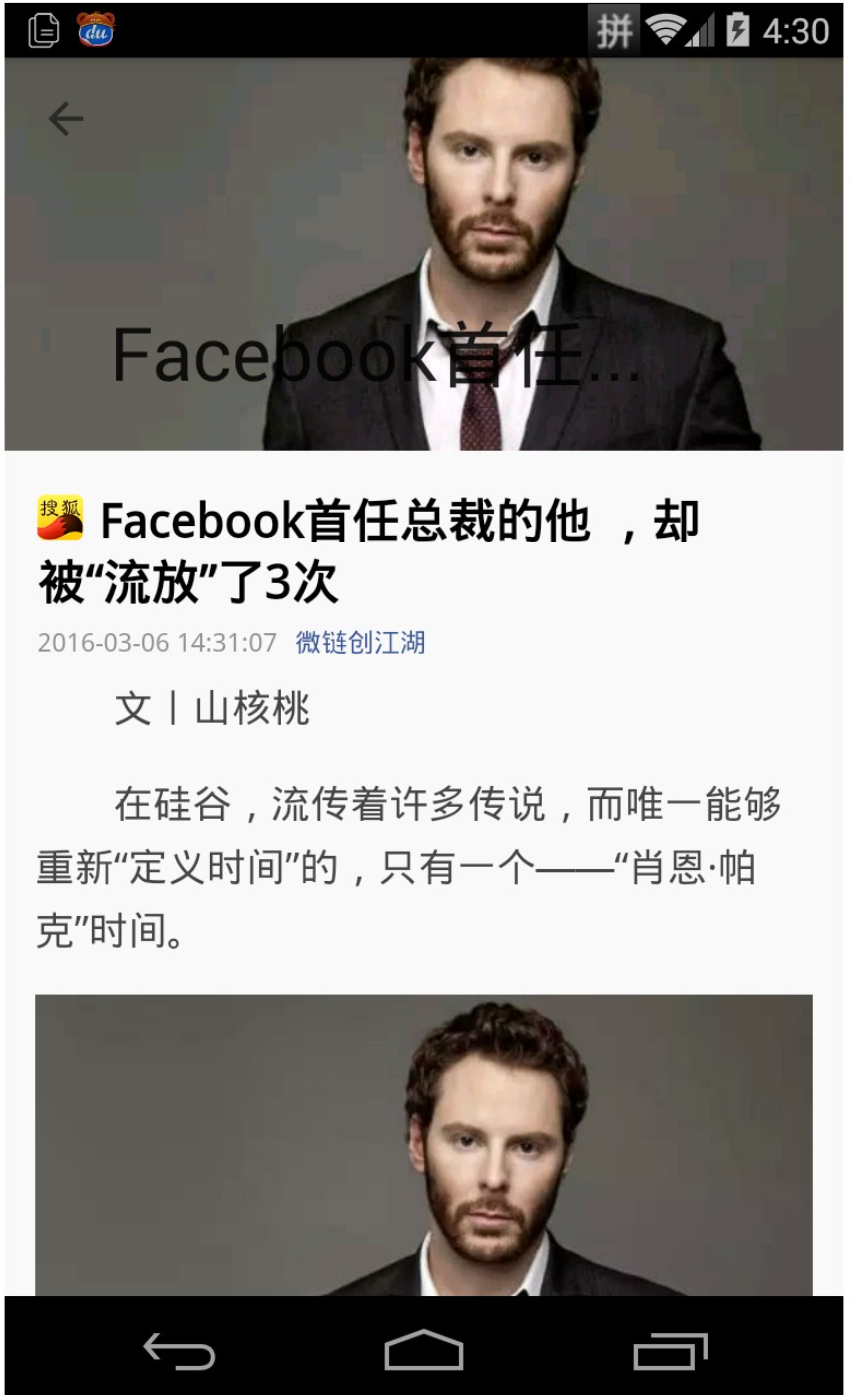 du
拼
4:30
Facebook首任...
搜狐
Facebook首任总裁的他 ，却
被“流放”了3次
2016-03-06 14:31:07 微链创江湖
文丨山核桃
在硅谷，流传着许多传说，而唯一能够
重新“定义时间”的，只有一个——“肖恩·帕
克”时间。